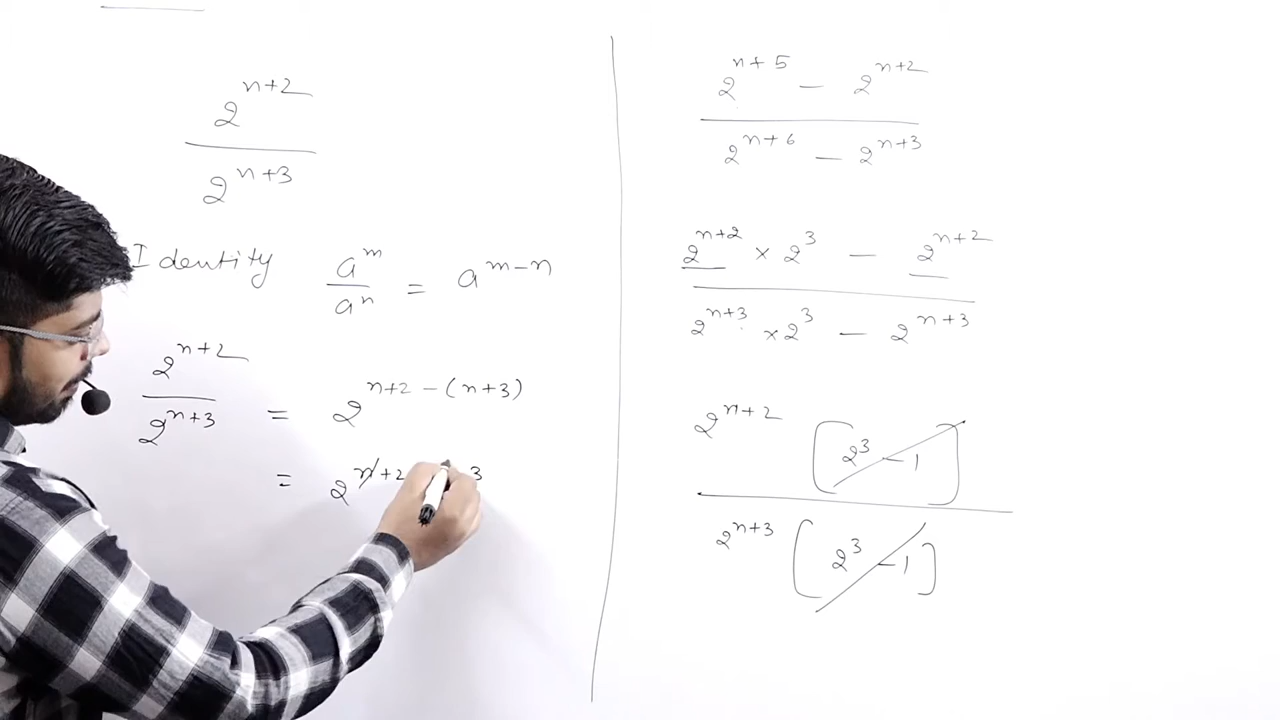 2^{n+2}
2^{n+3}
Identity a^m / a^n = a^{m-n}
2^{n+2} / 2^{n+3} = 2^{n+2-(n+3)}
= 2^{n+2 3}
2^{n+5} - 2^{n+2}
2^{n+6} - 2^{n+3}
2^{n+2} × 2^3 - 2^{n+2}
2^{n+3} × 2^3 - 2^{n+3}
2^{n+2} [2^3 - 1]
2^{n+3} [2^3 - 1]